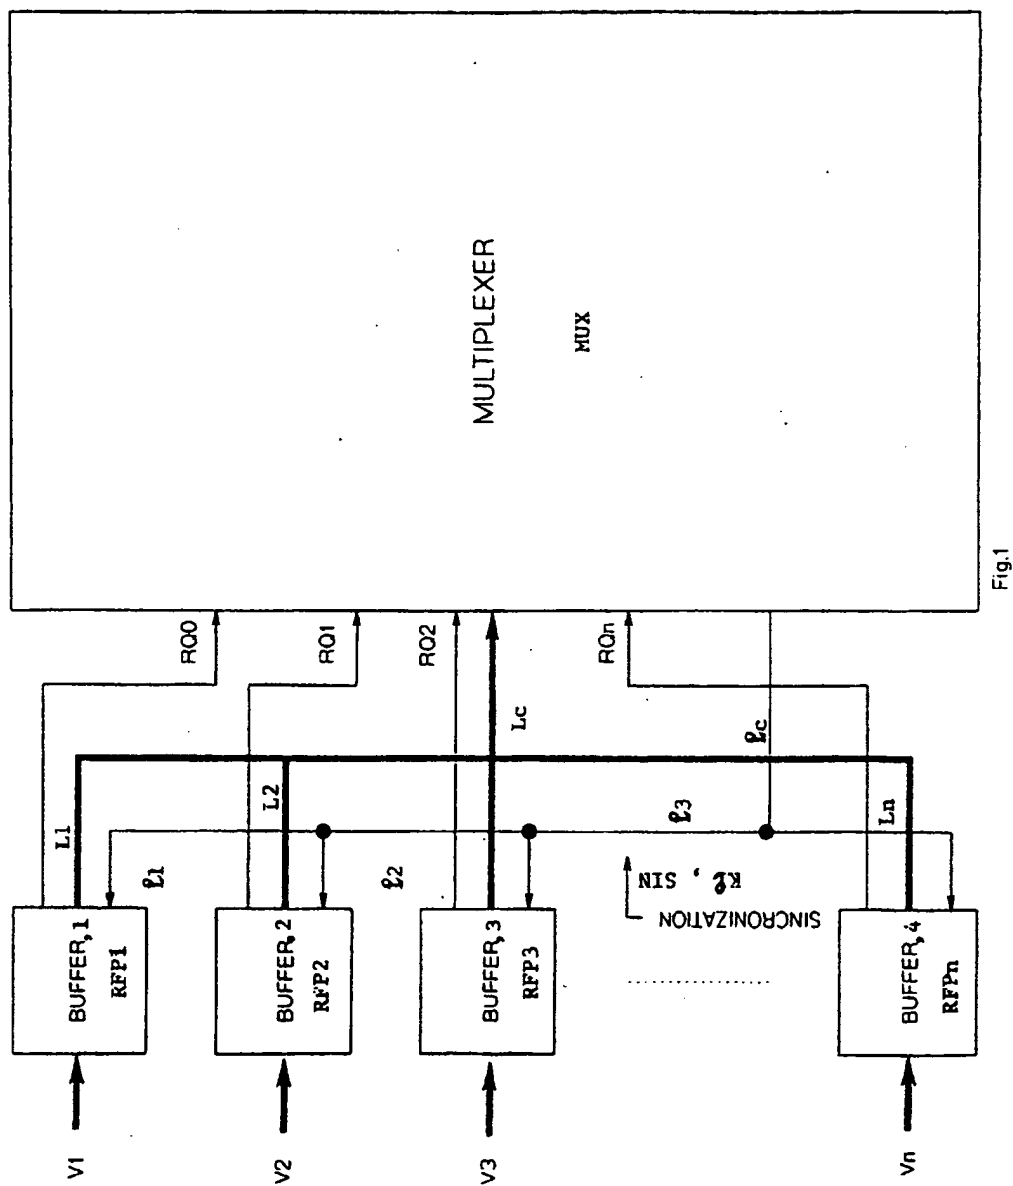 MULTIPLEXER
MUX
Fig.1
RQ0
RQ1
RQ2
RQn
Lc
ℓc
L1
L2
ℓ3
Ln
ℓ1
ℓ2
Kℓ, SIN
SINCRONIZATION
BUFFER,1
RFP1
BUFFER,2
RFP2
BUFFER,3
RFP3
BUFFER,4
RFPn
V1
V2
V3
Vn